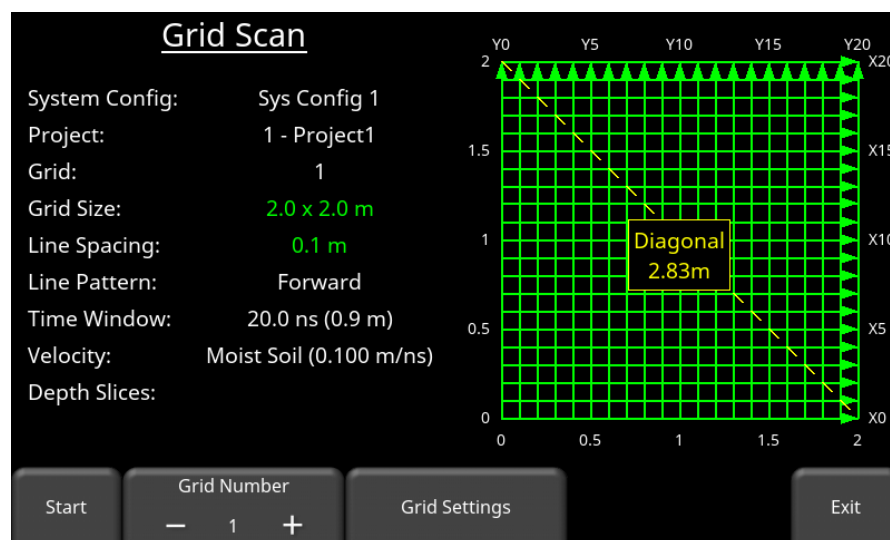 Grid Scan
System Config: Sys Config 1
Project: 1 - Project1
Grid: 1
Grid Size: 2.0 x 2.0 m
Line Spacing: 0.1 m
Line Pattern: Forward
Time Window: 20.0 ns (0.9 m)
Velocity: Moist Soil (0.100 m/ns)
Depth Slices:
Y0 Y5 Y10 Y15 Y20
2 X20
1.5 X15
1 X10
Diagonal
2.83m
0.5 X5
0 X0
0 0.5 1 1.5 2
Start
Grid Number
− 1 +
Grid Settings
Exit